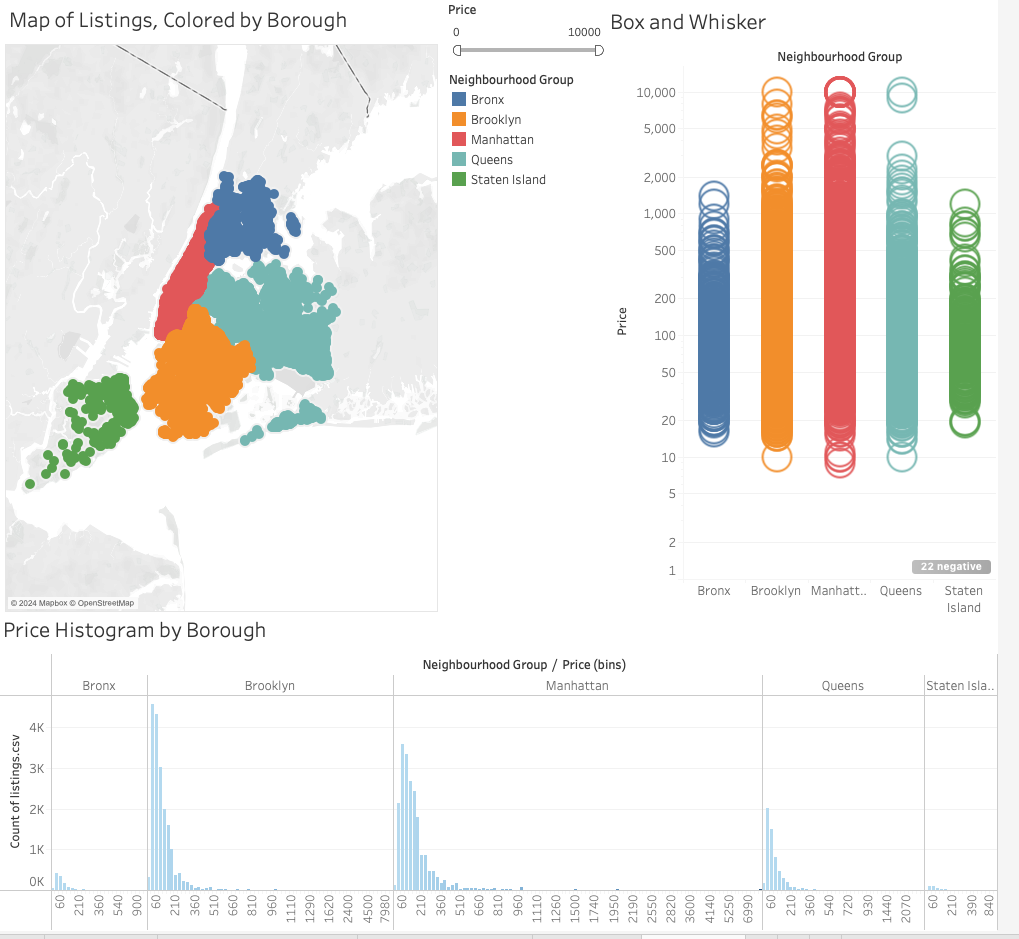 Map of Listings, Colored by Borough
© 2024 Mapbox © OpenStreetMap
Price
0 10000
Neighbourhood Group
Bronx
Brooklyn
Manhattan
Queens
Staten Island
Box and Whisker
Neighbourhood Group
Price
10,000
5,000
2,000
1,000
500
200
100
50
20
10
5
2
1
22 negative
Bronx Brooklyn Manhatt.. Queens Staten
Island
Price Histogram by Borough
Neighbourhood Group / Price (bins)
Bronx Brooklyn Manhattan Queens Staten Isla..
Count of listings.csv
4K
3K
2K
1K
0K
60 210 360 540 900 60 210 360 510 660 810 960 1110 1290 1620 2400 4500 7980 60 210 360 510 660 810 960 1110 1260 1500 1740 1950 2190 2550 2820 3600 4140 5250 6990 60 210 360 540 720 930 1440 2070 60 210 390 840